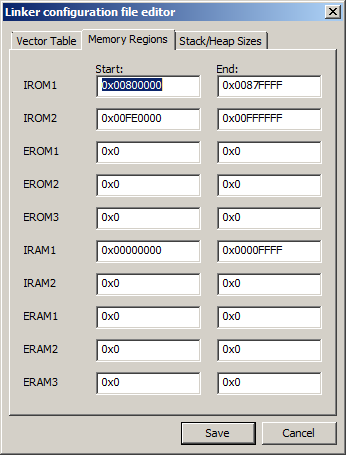 Linker configuration file editor
Vector Table Memory Regions Stack/Heap Sizes
Start: End:
IROM1 0x00800000 0x0087FFFF
IROM2 0x00FE0000 0x00FFFFFF
EROM1 0x0 0x0
EROM2 0x0 0x0
EROM3 0x0 0x0
IRAM1 0x00000000 0x0000FFFF
IRAM2 0x0 0x0
ERAM1 0x0 0x0
ERAM2 0x0 0x0
ERAM3 0x0 0x0
Save Cancel